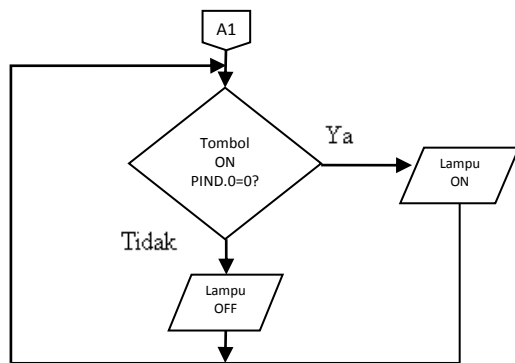 A1
Tombol
ON
PIND.0=0?
Ya
Lampu
ON
Tidak
Lampu
OFF